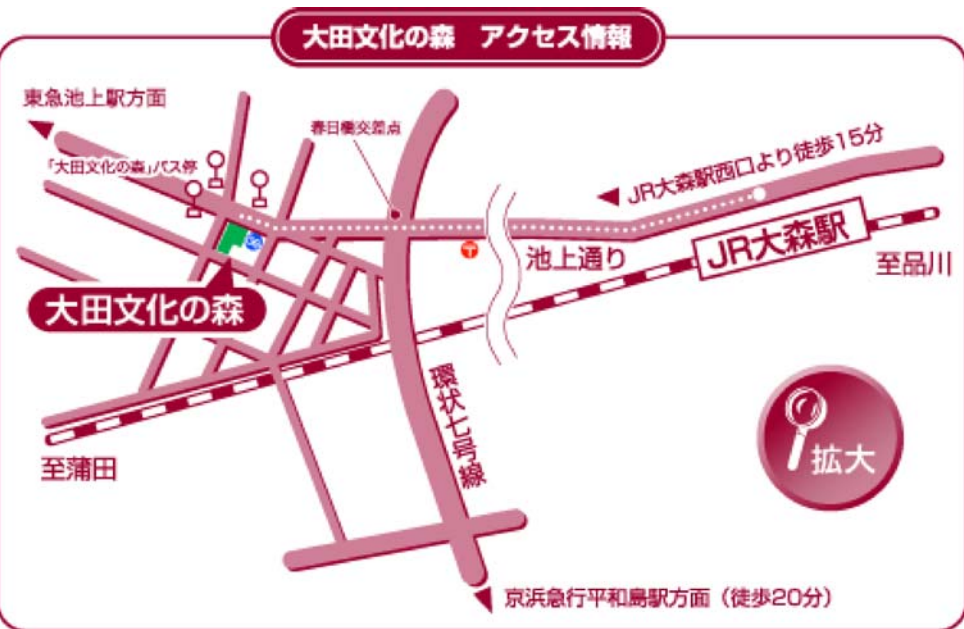 大田文化の森 アクセス情報
東急池上駅方面
春日橋交差点
「大田文化の森」バス停
JR大森駅西口より徒歩15分
池上通り
JR大森駅
至品川
大田文化の森
環状七号線
拡大
至蒲田
京浜急行平和島駅方面（徒歩20分）